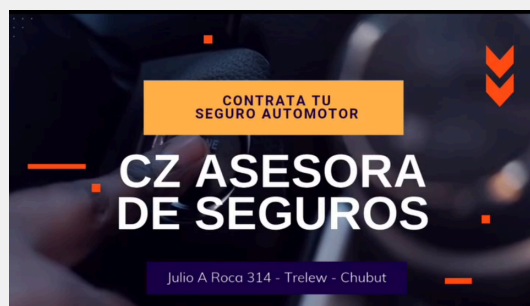 CONTRATA TU
SEGURO AUTOMOTOR
CZ ASESORA
DE SEGUROS
Julio A Roca 314 - Trelew - Chubut